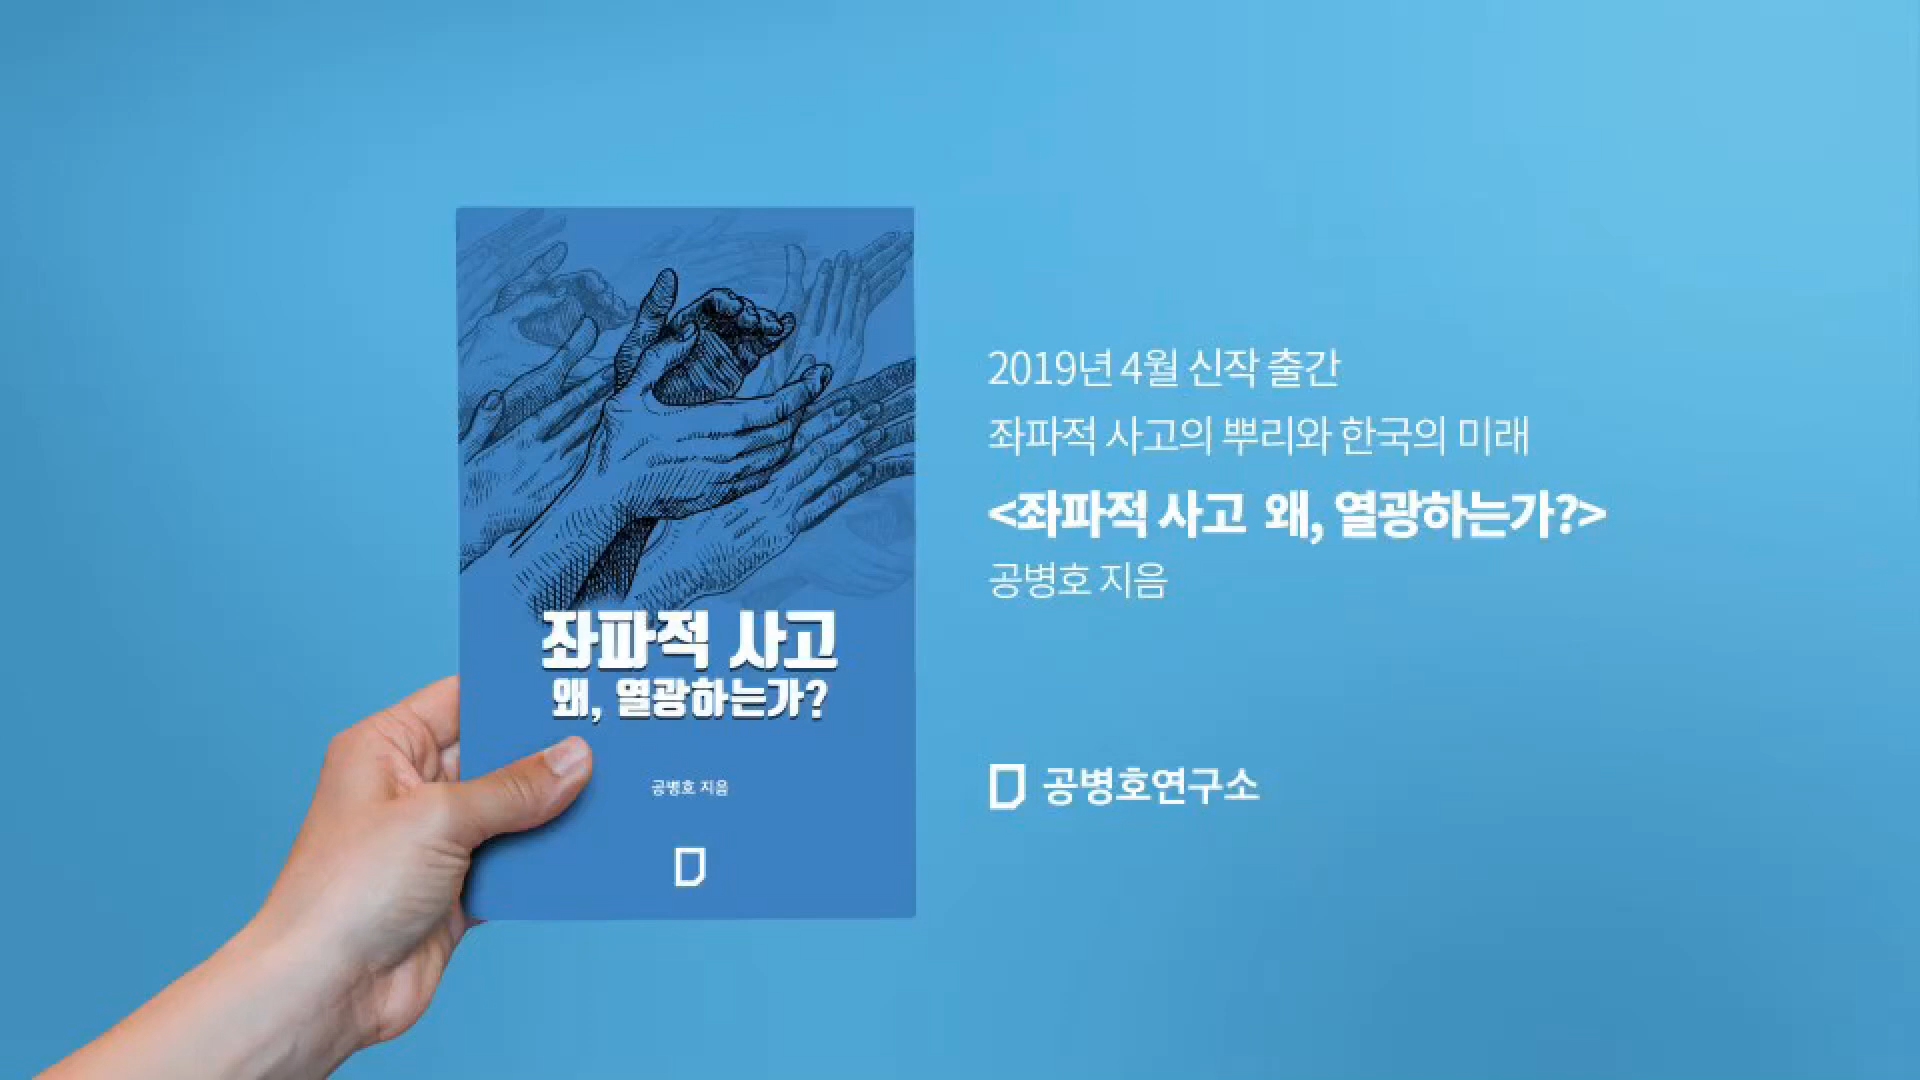 좌파적 사고
왜, 열광하는가?
공병호 지음
2019년 4월 신작 출간
좌파적 사고의 뿌리와 한국의 미래
<좌파적 사고 왜, 열광하는가?>
공병호 지음
공병호연구소